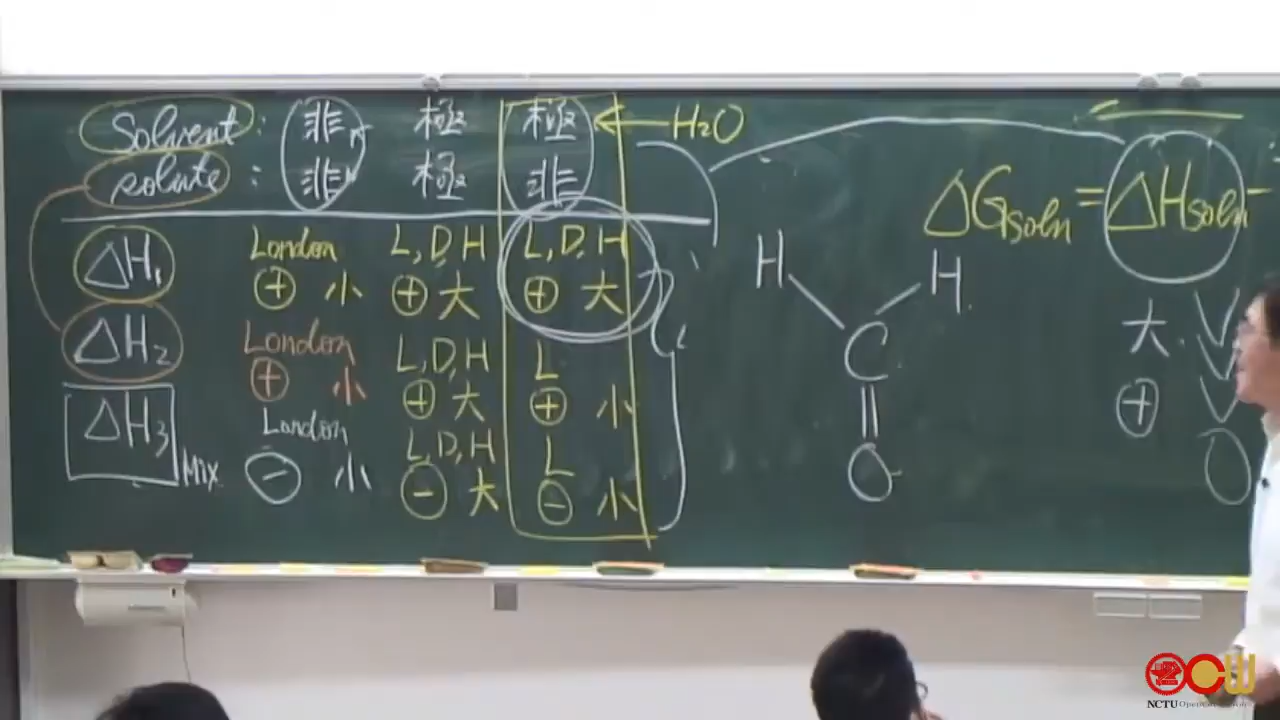 Solvent: 非 極 極 ← H2O
solute: 非 極 非
ΔH1 London L, D, H L, D, H
⊕ 小 ⊕ 大 ⊕ 大
ΔH2 London L, D, H L
⊕ 小 ⊕ 大 ⊕ 小
ΔH3 Mix London L, D, H L
⊖ 小 ⊖ 大 ⊖ 小
H H
C
O
ΔGsoln = ΔHsoln -
大
⊕
NCTU